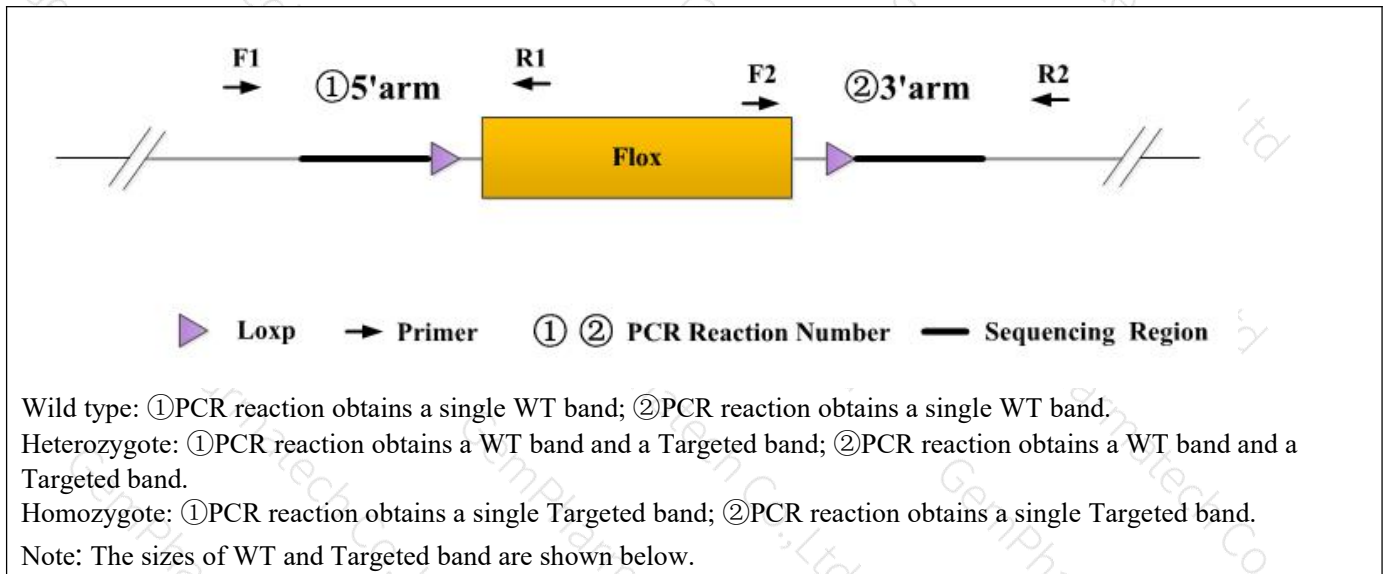 F1
①5'arm
R1
F2
②3'arm
R2
Flox
Loxp
Primer
① ② PCR Reaction Number
Sequencing Region
Wild type: ①PCR reaction obtains a single WT band; ②PCR reaction obtains a single WT band.
Heterozygote: ①PCR reaction obtains a WT band and a Targeted band; ②PCR reaction obtains a WT band and a
Targeted band.
Homozygote: ①PCR reaction obtains a single Targeted band; ②PCR reaction obtains a single Targeted band.
Note: The sizes of WT and Targeted band are shown below.